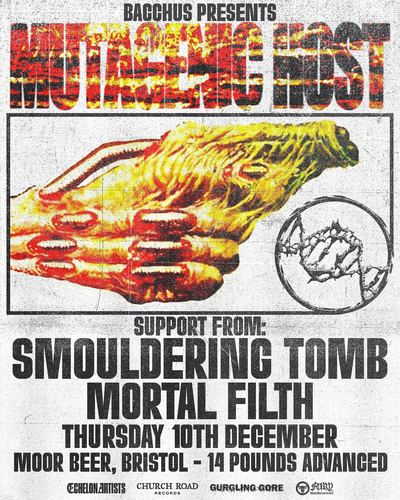 BACCHUS PRESENTS
MUTAGENIC HOST
SUPPORT FROM:
SMOULDERING TOMB
MORTAL FILTH
THURSDAY 10TH DECEMBER
MOOR BEER, BRISTOL - 14 POUNDS ADVANCED
ECHELON ARTISTS CHURCH ROAD RECORDS GURGLING GORE